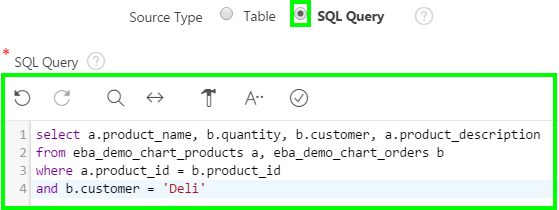 Source Type Table SQL Query ?
* SQL Query ?
A··
1 select a.product_name, b.quantity, b.customer, a.product_description
2 from eba_demo_chart_products a, eba_demo_chart_orders b
3 where a.product_id = b.product_id
4 and b.customer = 'Deli'